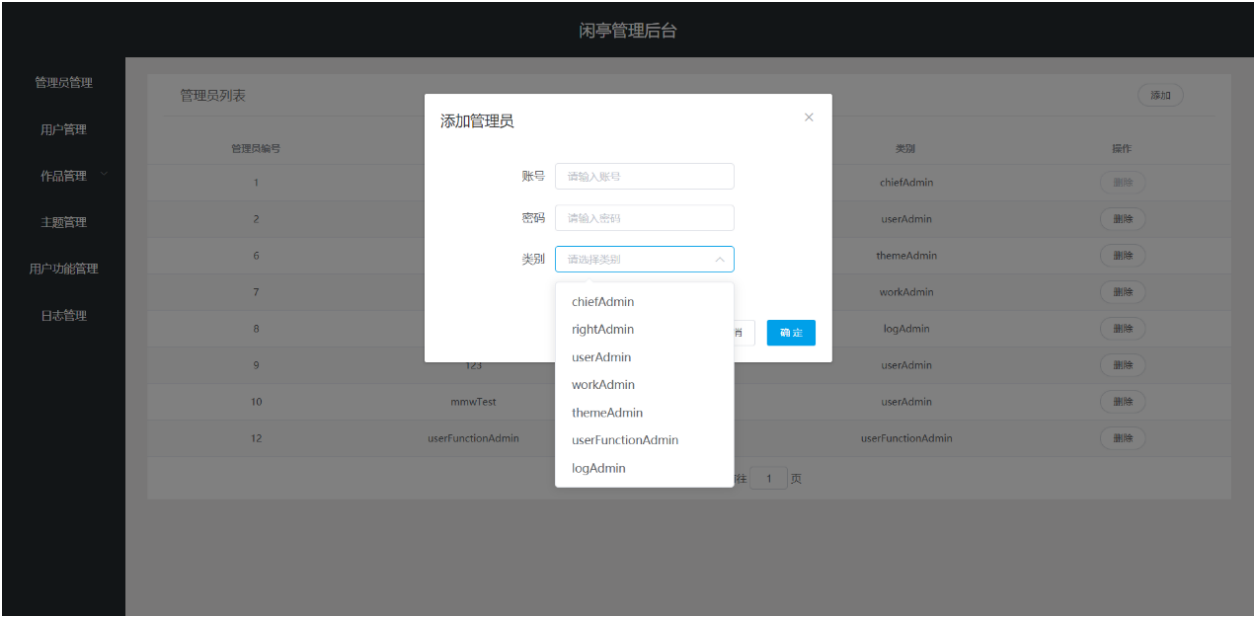 闲亭管理后台
管理员管理
用户管理
作品管理
主题管理
用户功能管理
日志管理
管理员列表
添加
管理员编号
类别
操作
1
chiefAdmin
删除
2
userAdmin
删除
6
themeAdmin
删除
7
workAdmin
删除
8
logAdmin
删除
9
123
userAdmin
删除
10
mmwTest
userAdmin
删除
12
userFunctionAdmin
userFunctionAdmin
删除
1
页
添加管理员
账号
请输入账号
密码
请输入密码
类别
请选择类别
chiefAdmin
rightAdmin
userAdmin
workAdmin
themeAdmin
userFunctionAdmin
logAdmin
确定